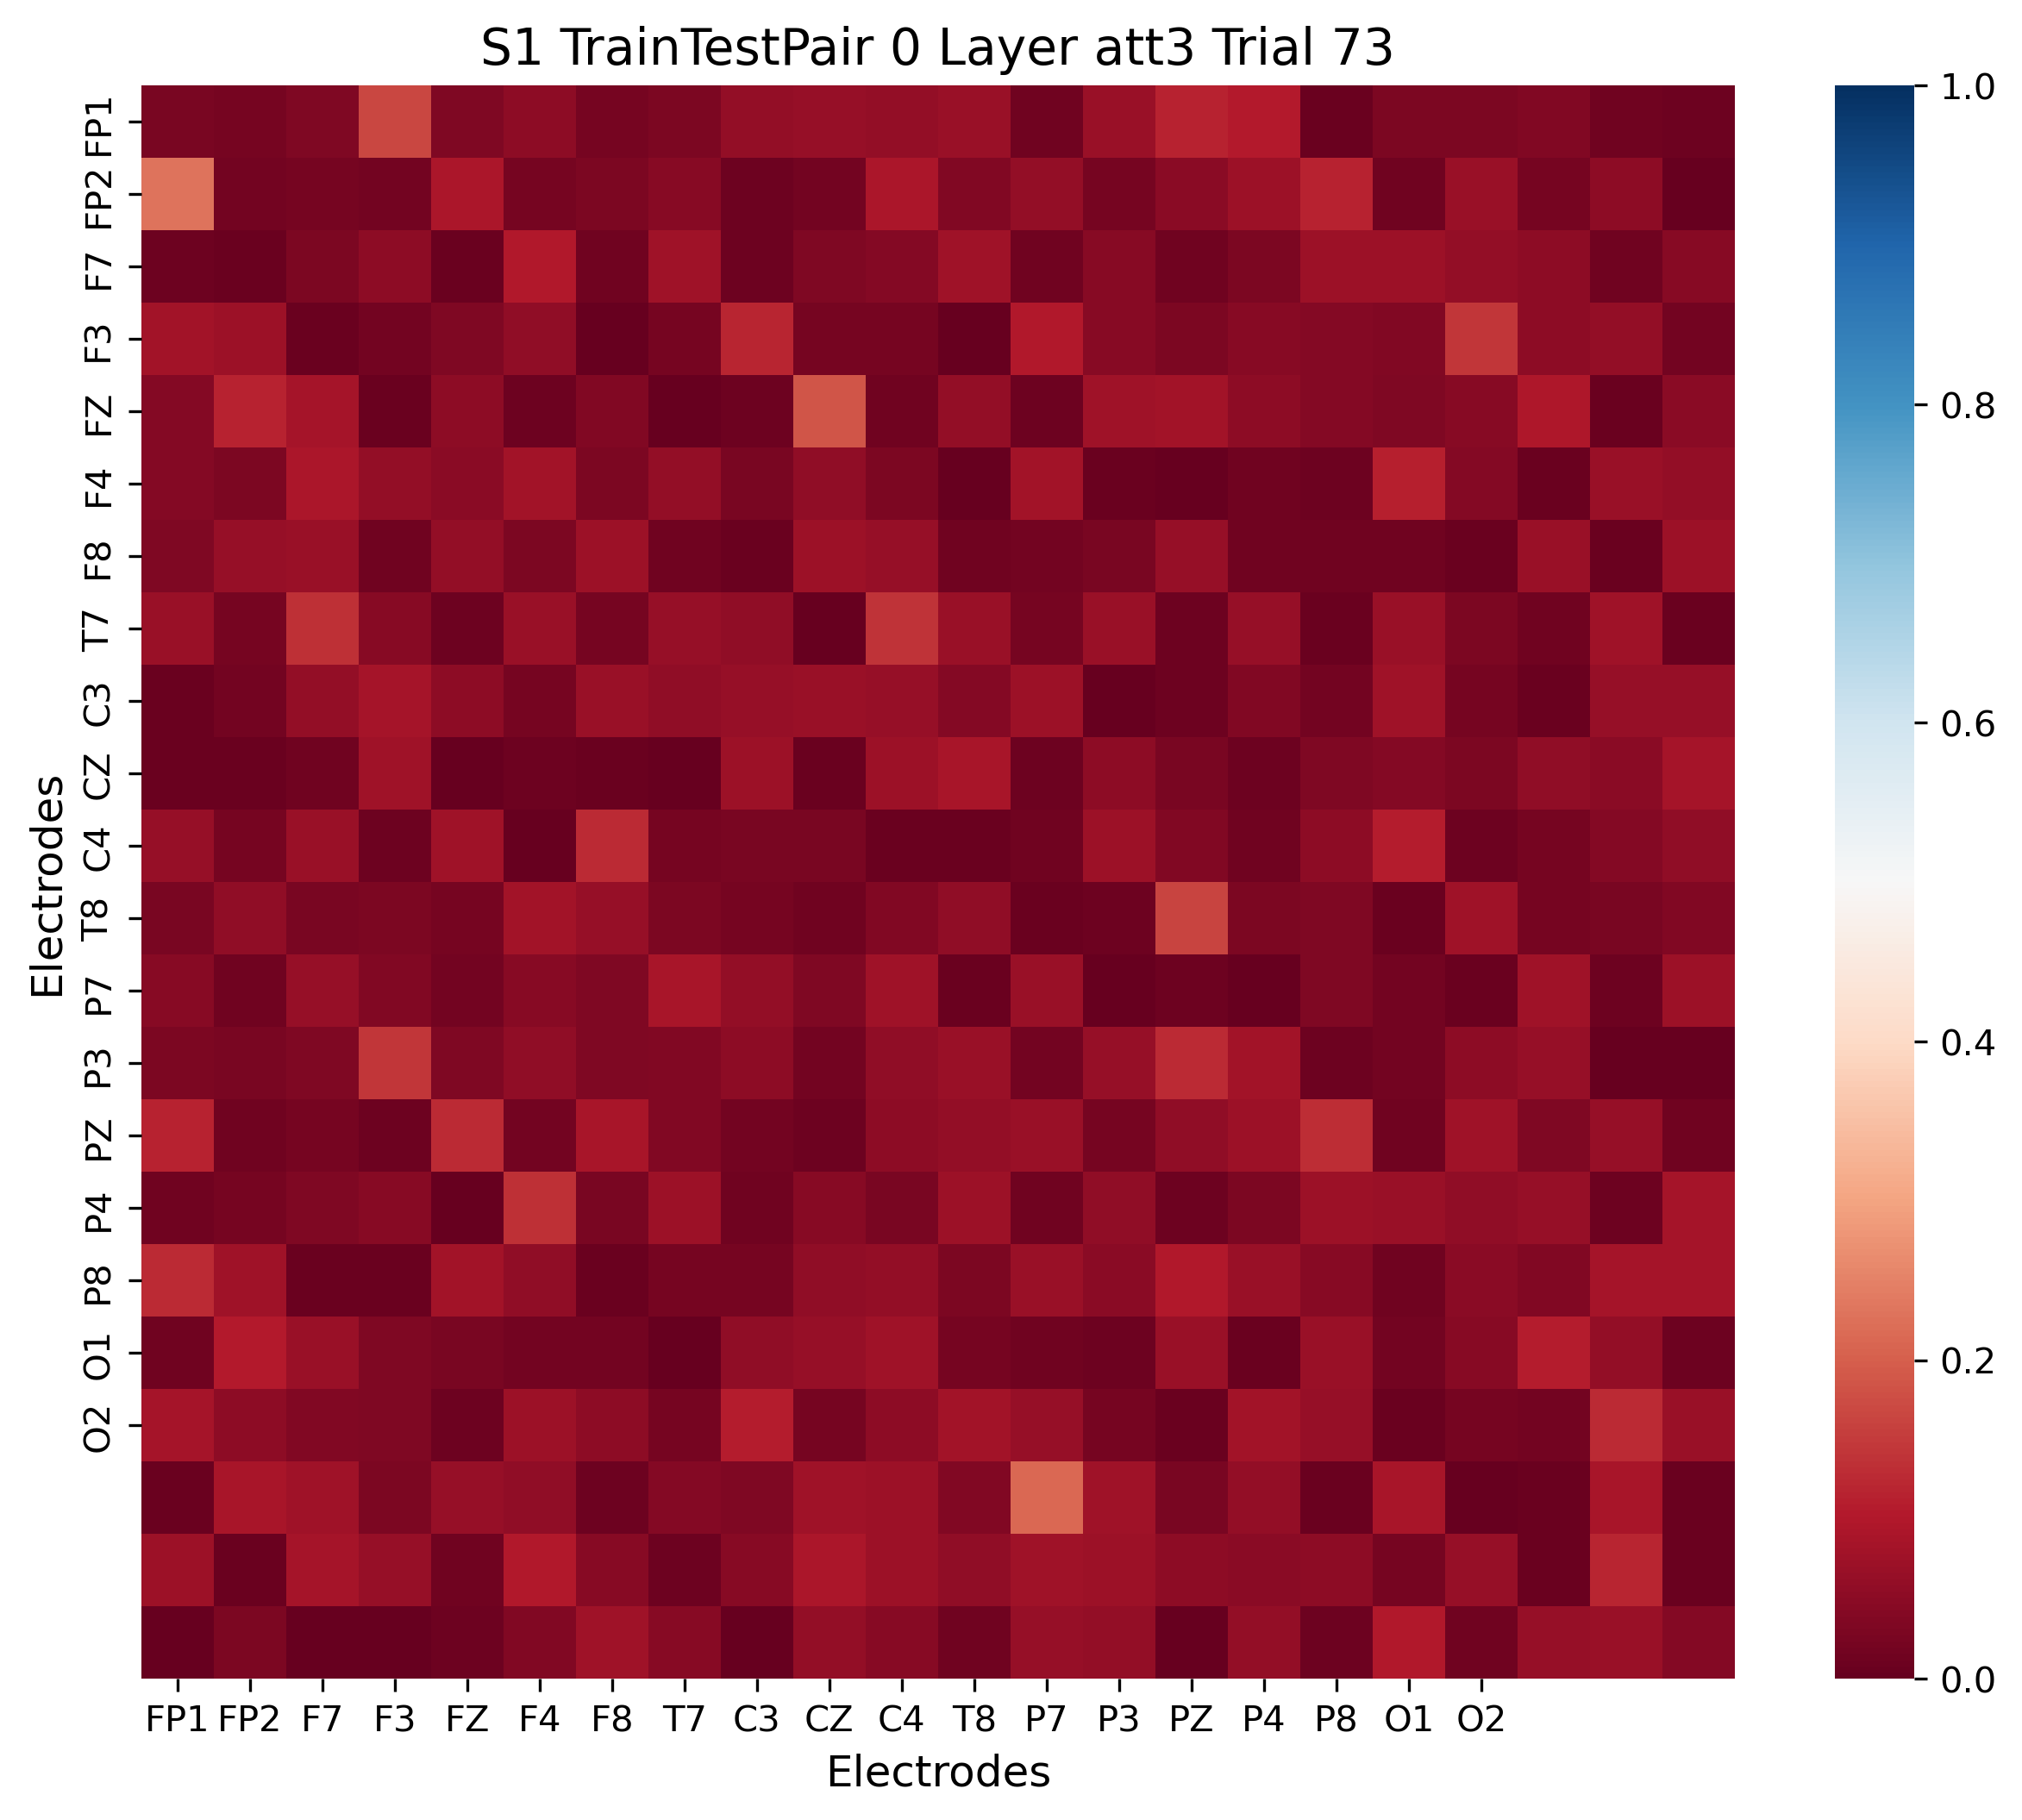 S1 TrainTestPair 0 Layer att3 Trial 73
Electrodes
FP1
FP2
F7
F3
FZ
F4
F8
T7
C3
CZ
C4
T8
P7
P3
PZ
P4
P8
O1
O2
FP1 FP2 F7 F3 FZ F4 F8 T7 C3 CZ C4 T8 P7 P3 PZ P4 P8 O1 O2
Electrodes
1.0
0.8
0.6
0.4
0.2
0.0